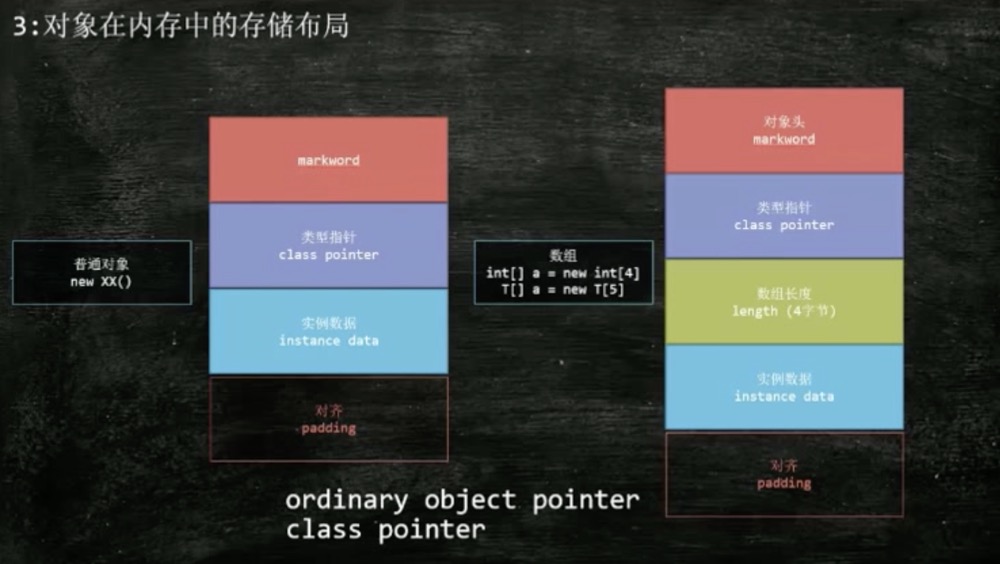 3:对象在内存中的存储布局
普通对象
new XX()
markword
类型指针
class pointer
实例数据
instance data
对齐
padding
数组
int[] a = new int[4]
T[] a = new T[5]
对象头
markword
类型指针
class pointer
数组长度
length (4字节)
实例数据
instance data
对齐
padding
ordinary object pointer
class pointer